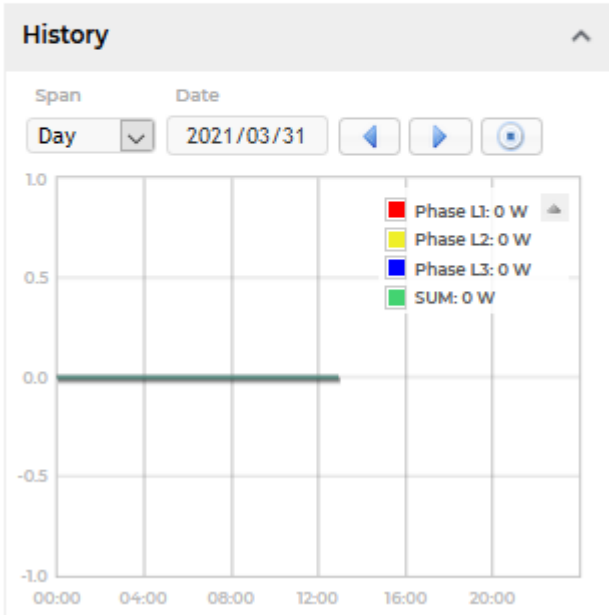 History
Span Date
Day 2021/03/31
1.0
Phase L1: 0 W
Phase L2: 0 W
0.5
Phase L3: 0 W
SUM: 0 W
0.0
-0.5
-1.0
00:00 04:00 08:00 12:00 16:00 20:00